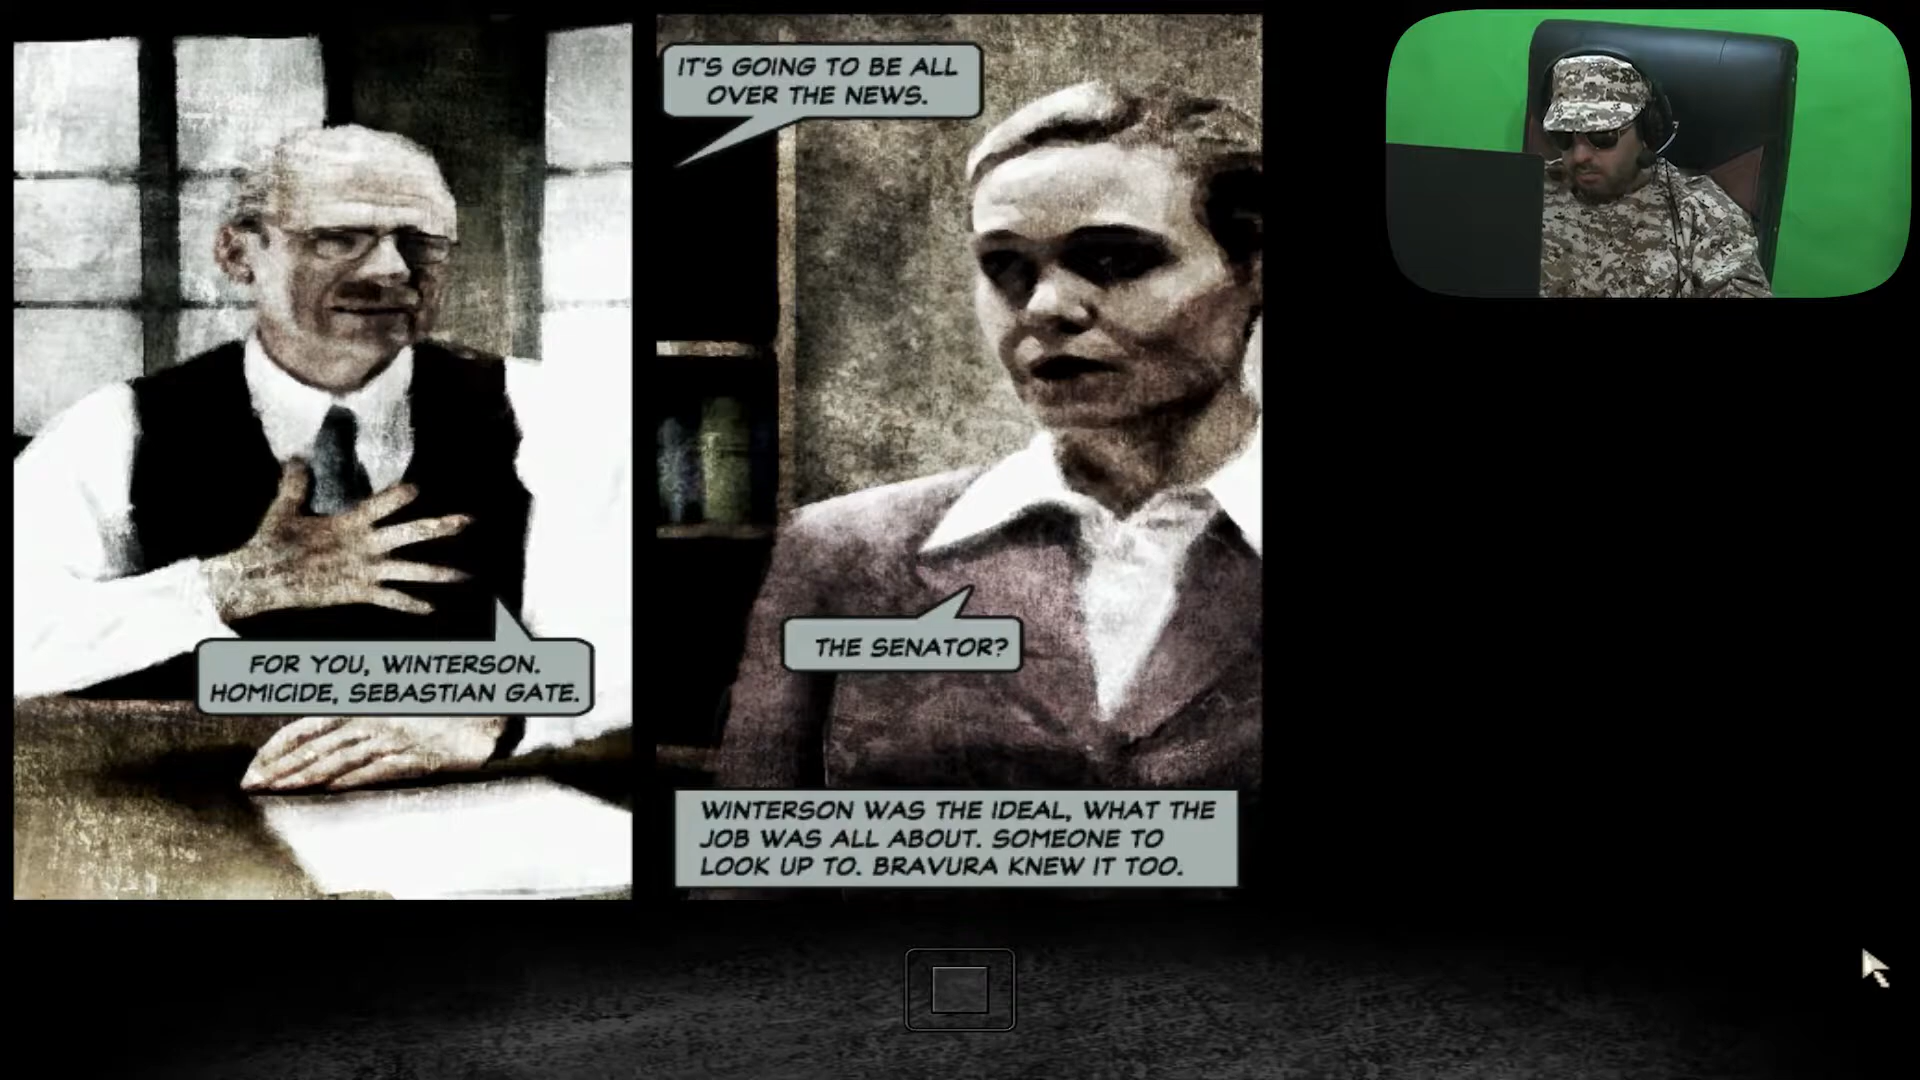 FOR YOU, WINTERSON.
HOMICIDE, SEBASTIAN GATE.
IT'S GOING TO BE ALL
OVER THE NEWS.
THE SENATOR?
WINTERSON WAS THE IDEAL, WHAT THE
JOB WAS ALL ABOUT. SOMEONE TO
LOOK UP TO. BRAVURA KNEW IT TOO.